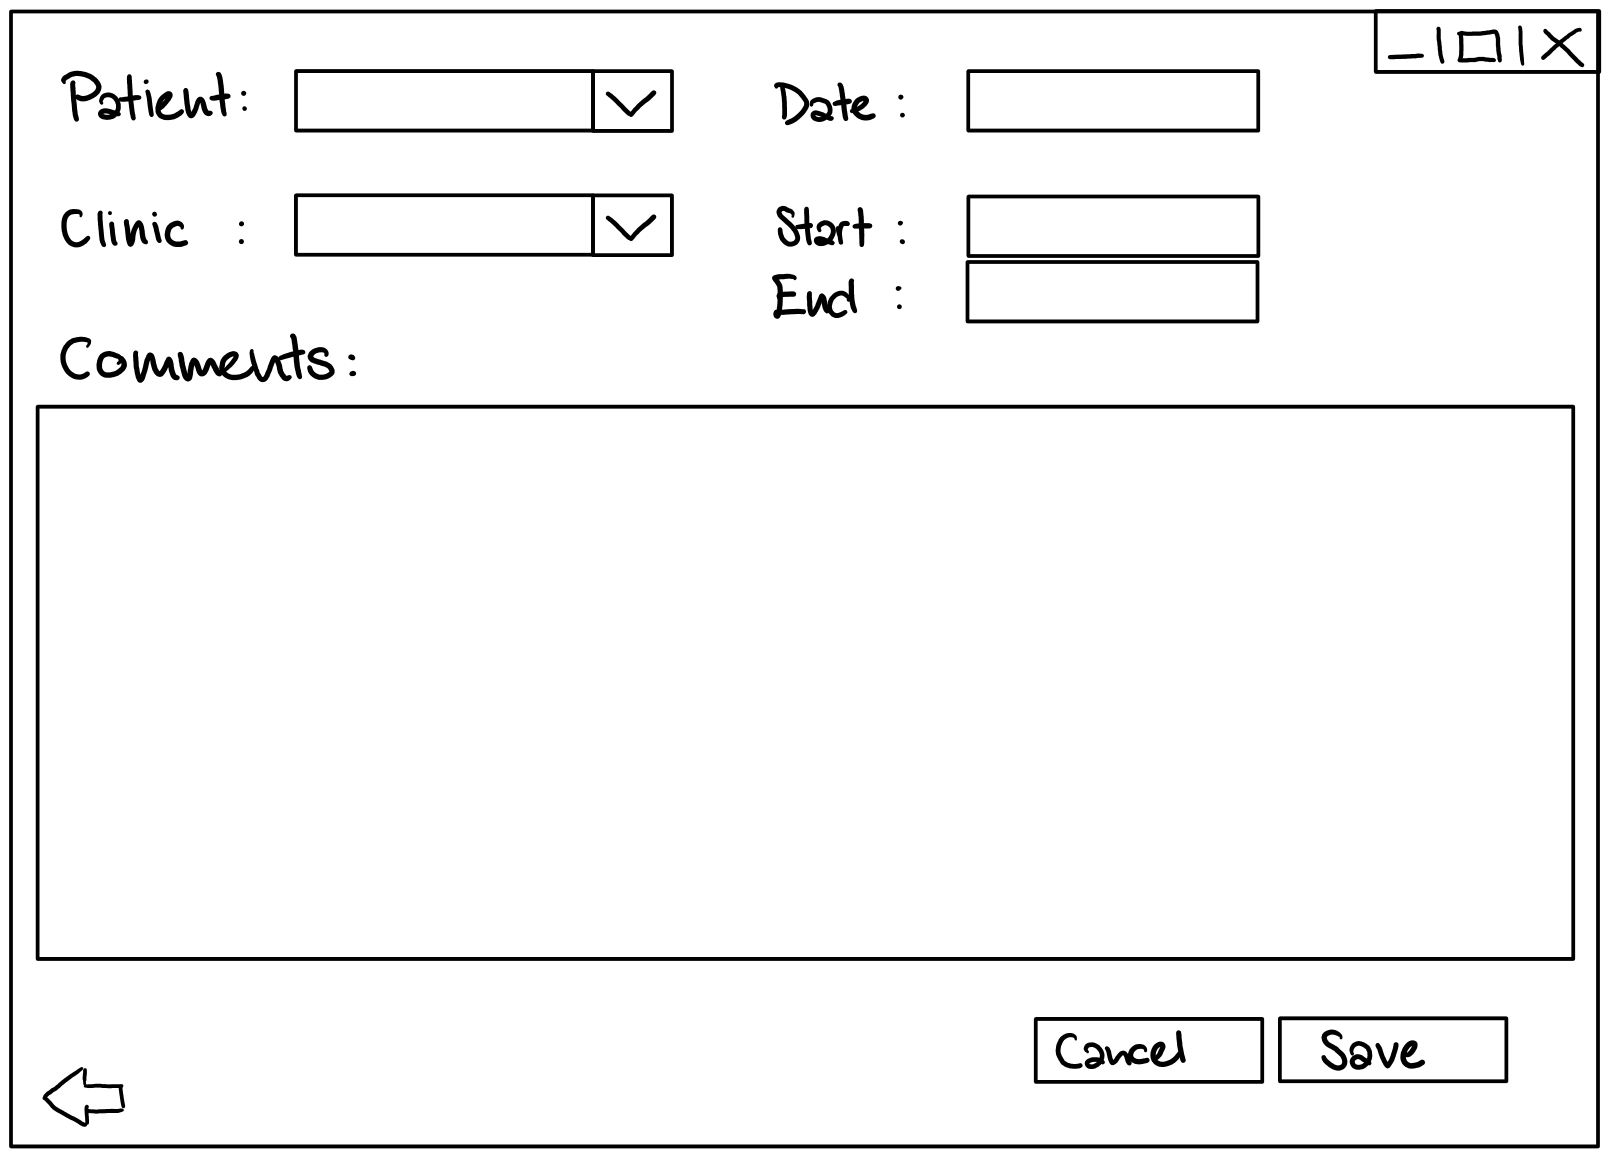 Patient:
Date :
Clinic :
Start :
End :
Comments:
Cancel
Save